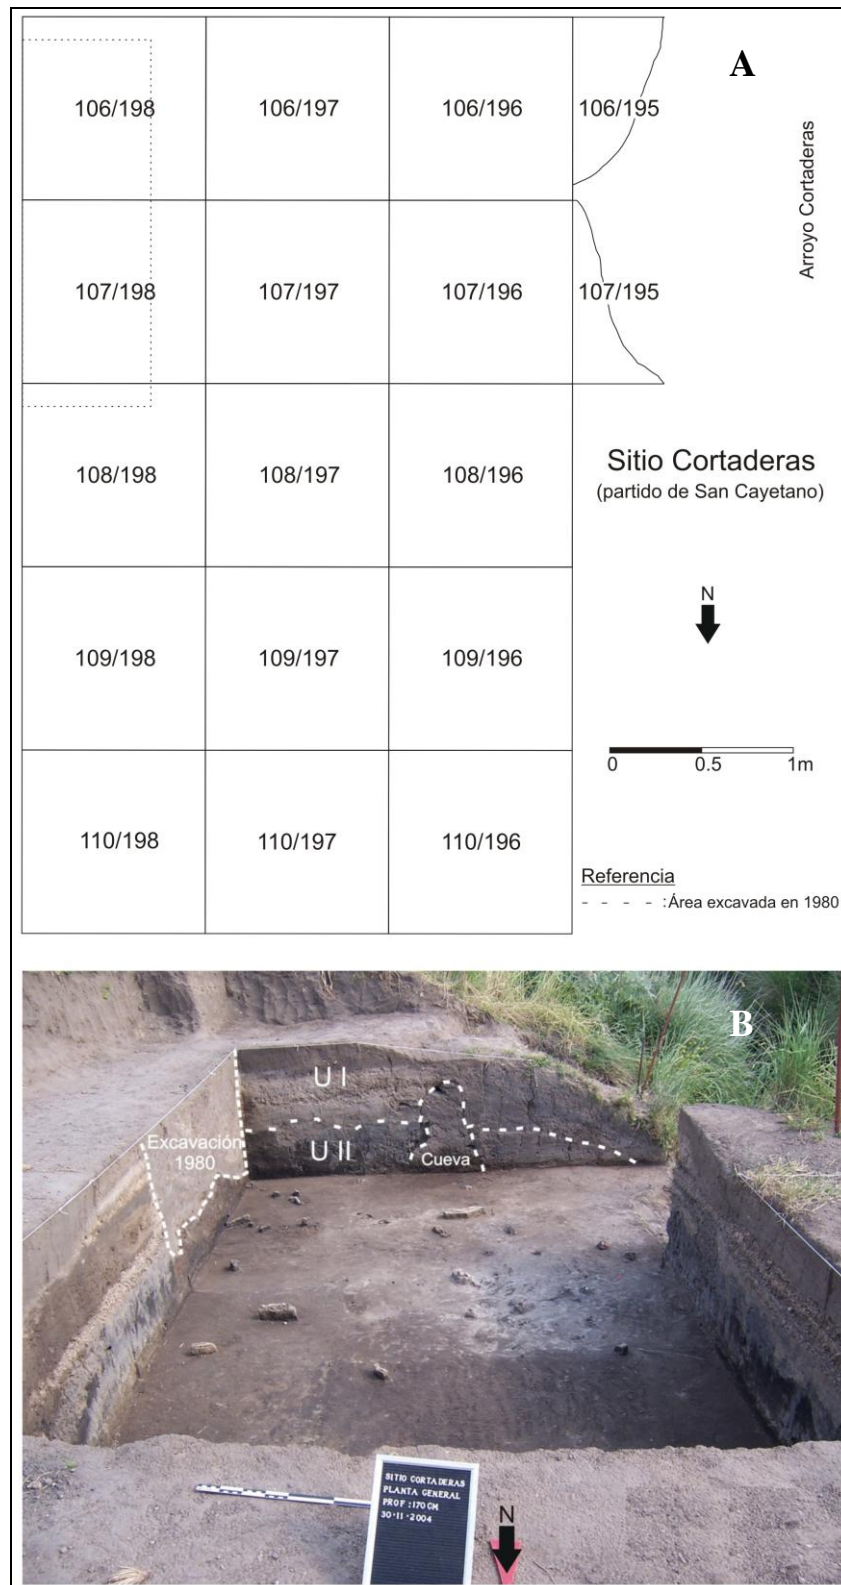 A
106/198 106/197 106/196 106/195
Arroyo Cortaderas
107/198 107/197 107/196 107/195
108/198 108/197 108/196
Sitio Cortaderas
(partido de San Cayetano)
N
109/198 109/197 109/196
0 0.5 1m
110/198 110/197 110/196
Referencia
- - - - :Área excavada en 1980
B
U I
Excavación
1980
U II
Cueva
SITIO CORTADERAS
PLANTA GENERAL
PROF : 170 CM
30-11-2004
N